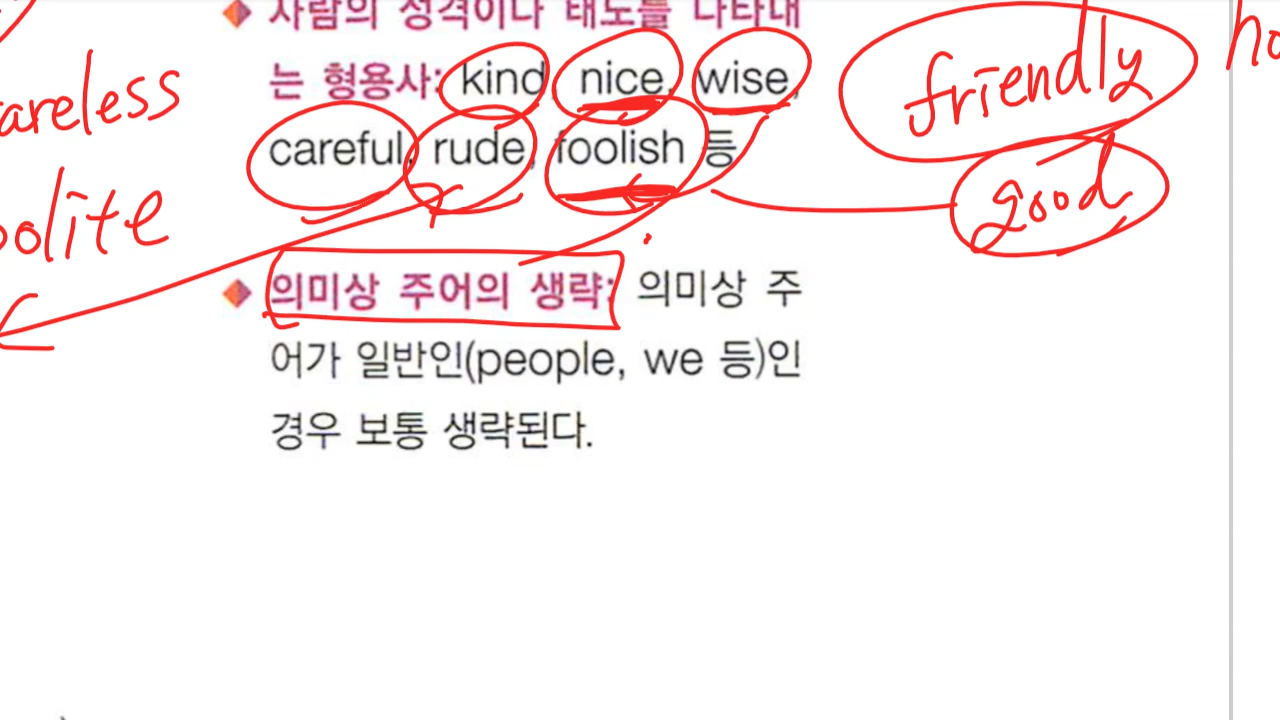 사람의 성격이나 태도를 나타내
는 형용사: kind, nice, wise,
careful, rude, foolish 등
friendly
good
의미상 주어의 생략: 의미상 주
어가 일반인(people, we 등)인
경우 보통 생략된다.